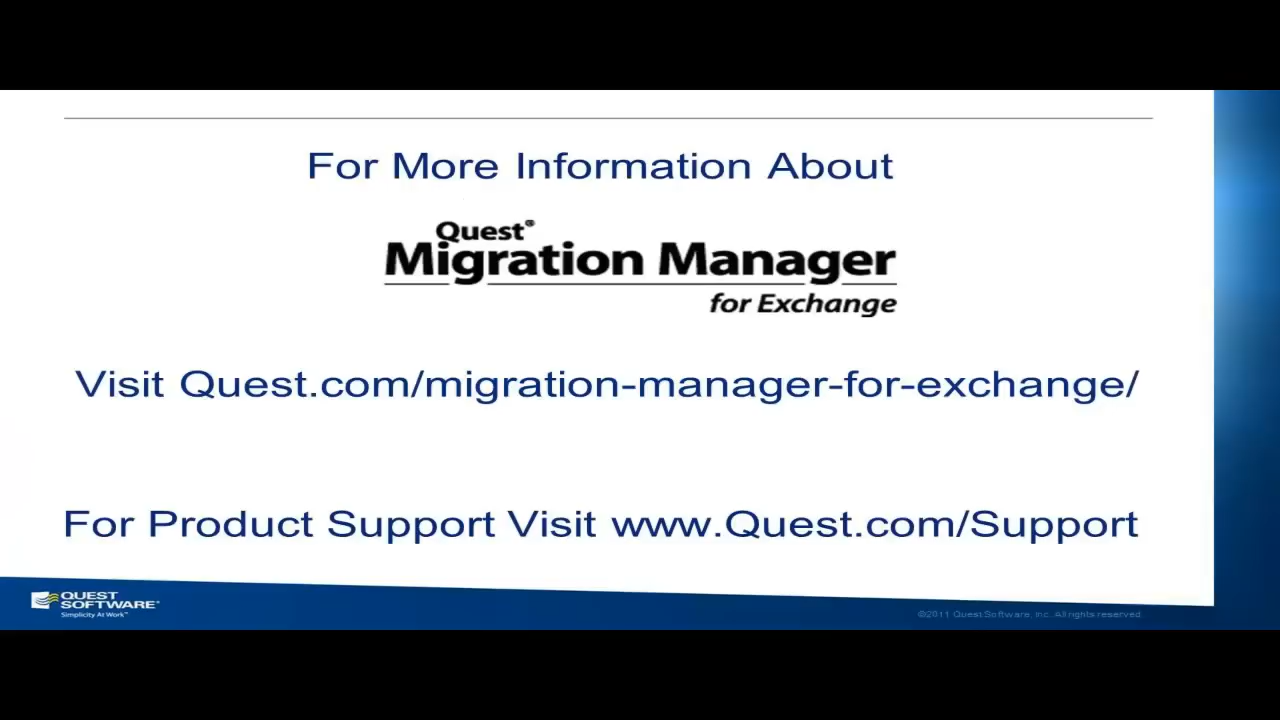 For More Information About
Quest®
Migration Manager
for Exchange
Visit Quest.com/migration-manager-for-exchange/
For Product Support Visit www.Quest.com/Support
QUEST
SOFTWARE®
Simplicity At Work™
©2011 Quest Software, Inc. All rights reserved